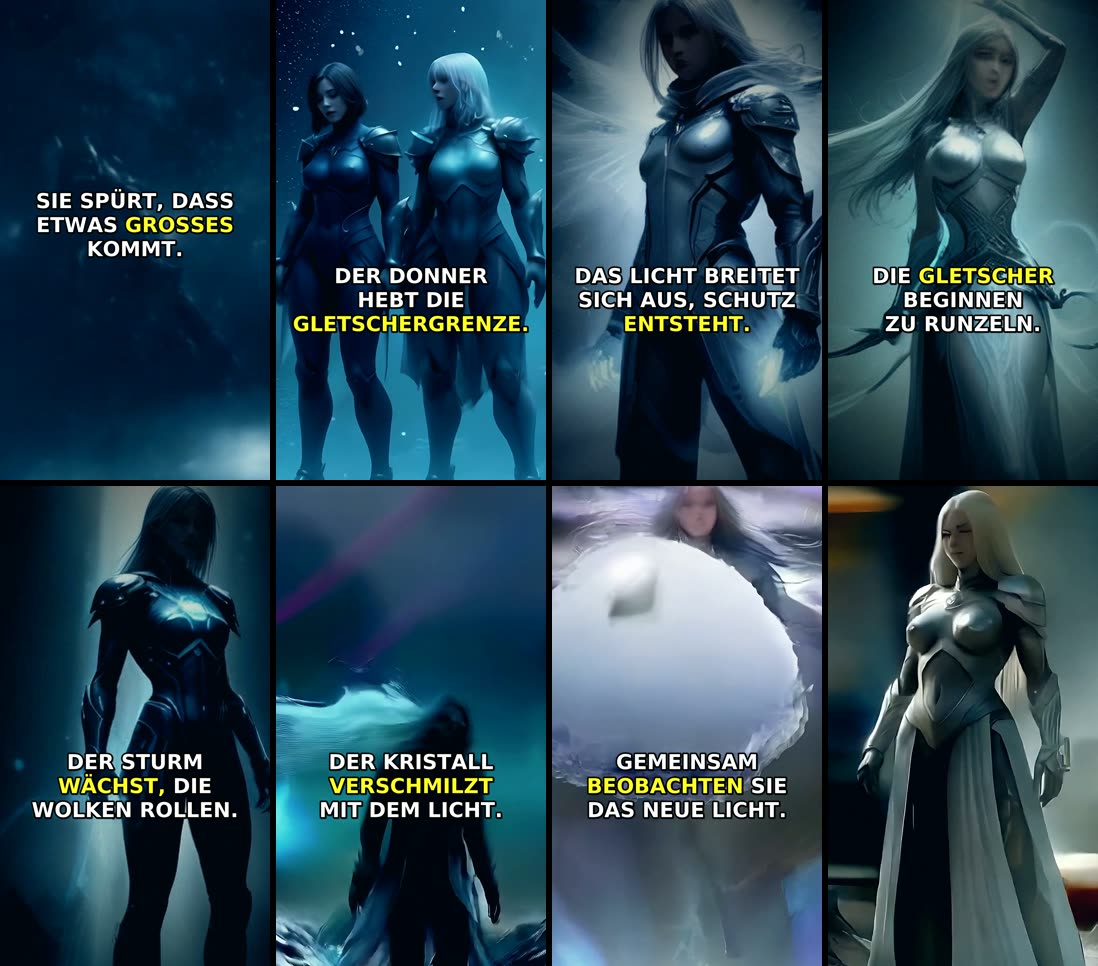 SIE SPÜRT, DASS
ETWAS GROSSES
KOMMT.
DER DONNER
HEBT DIE
GLETSCHERGRENZE.
DAS LICHT BREITET
SICH AUS, SCHUTZ
ENTSTEHT.
DIE GLETSCHER
BEGINNEN
ZU RUNZELN.
DER STURM
WÄCHST, DIE
WOLKEN ROLLEN.
DER KRISTALL
VERSCHMILZT
MIT DEM LICHT.
GEMEINSAM
BEOBACHTEN SIE
DAS NEUE LICHT.